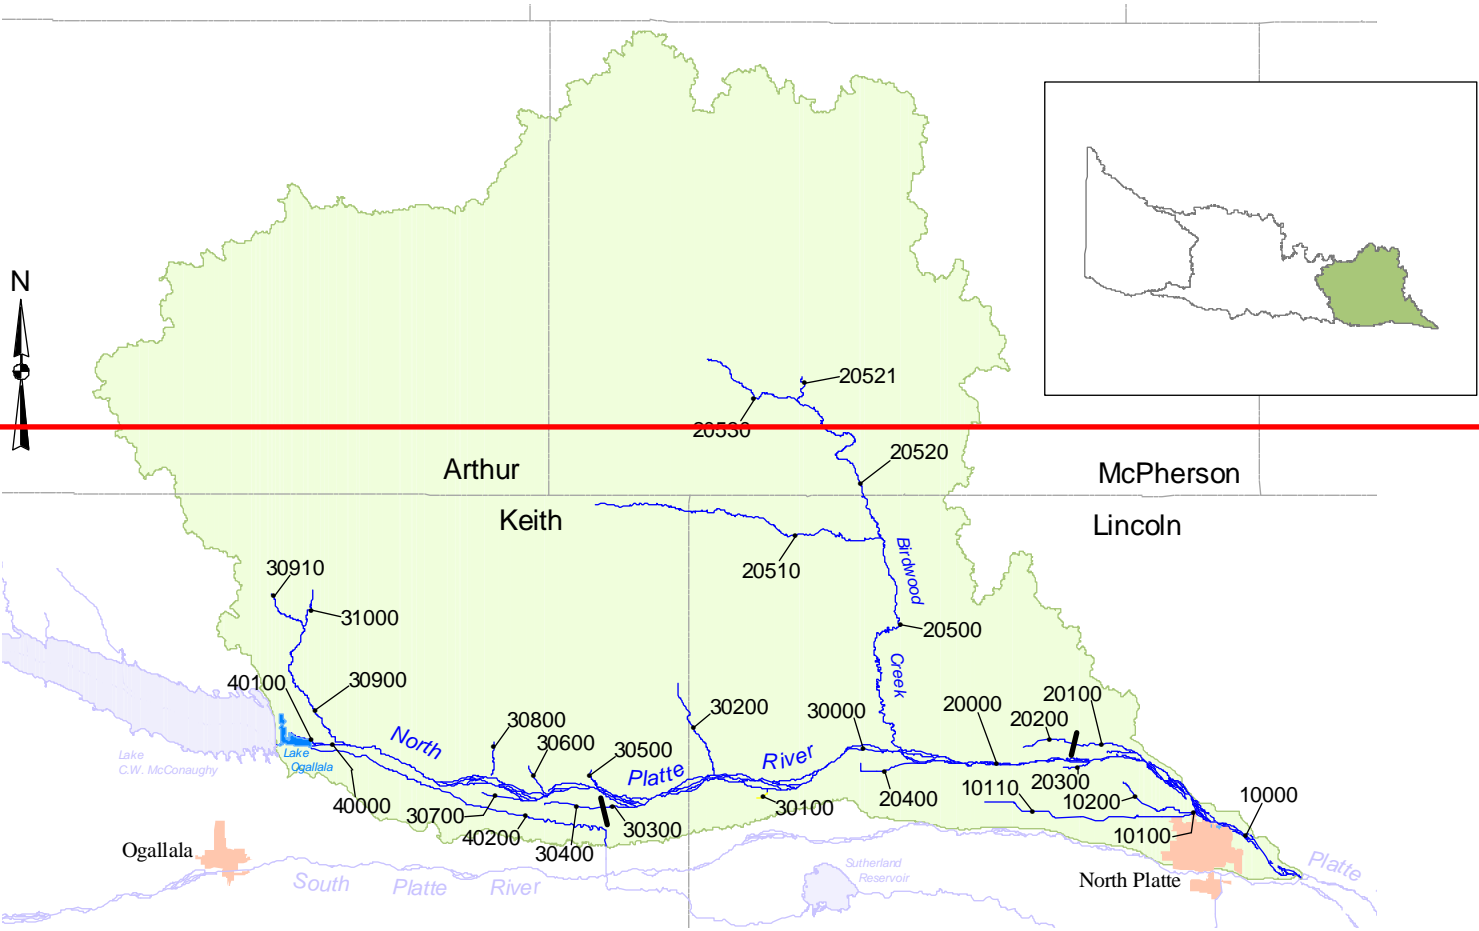 N
20521
20530
20520
Arthur
McPherson
Keith
Lincoln
Birdwood
20510
30910
31000
20500
Creek
40100
30900
30800
30200
30000
20000
20100
20200
North
30600
30500
River
Lake
C.W. McConaughy
Lake
Ogallala
Platte
20300
40000
30700
40200
30400
30300
30100
20400
10110
10200
10000
10100
Ogallala
Sutherland
Reservoir
Platte
South Platte River
North Platte